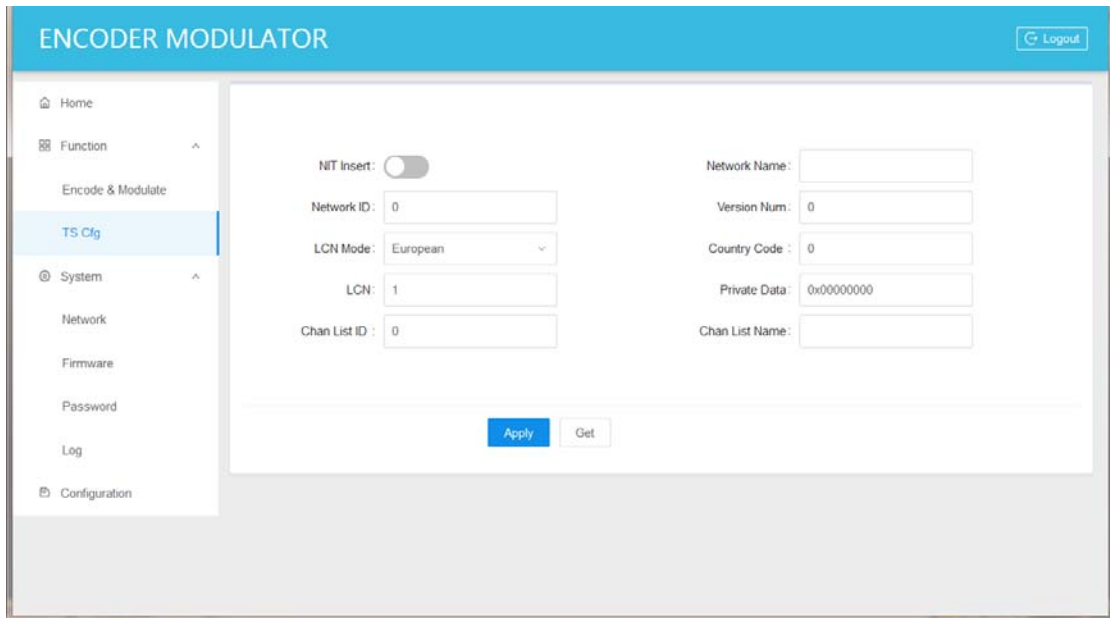 ENCODER MODULATOR
Logout
Home
Function
Encode & Modulate
TS Cfg
System
Network
Firmware
Password
Log
Configuration
NIT Insert:
Network Name:
Network ID: 0
Version Num: 0
LCN Mode: European
Country Code : 0
LCN: 1
Private Data: 0x00000000
Chan List ID : 0
Chan List Name:
Apply Get